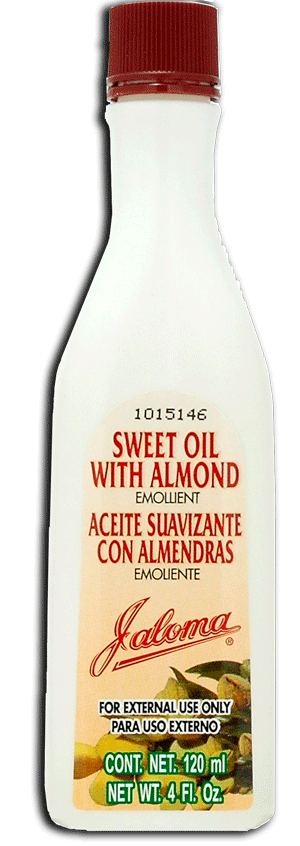 1015146
SWEET OIL
WITH ALMOND
EMOLLIENT
ACEITE SUAVIZANTE
CON ALMENDRAS
EMOLIENTE
Jaloma ®
FOR EXTERNAL USE ONLY
PARA USO EXTERNO
CONT. NET. 120 ml
NET WT. 4 Fl. Oz.